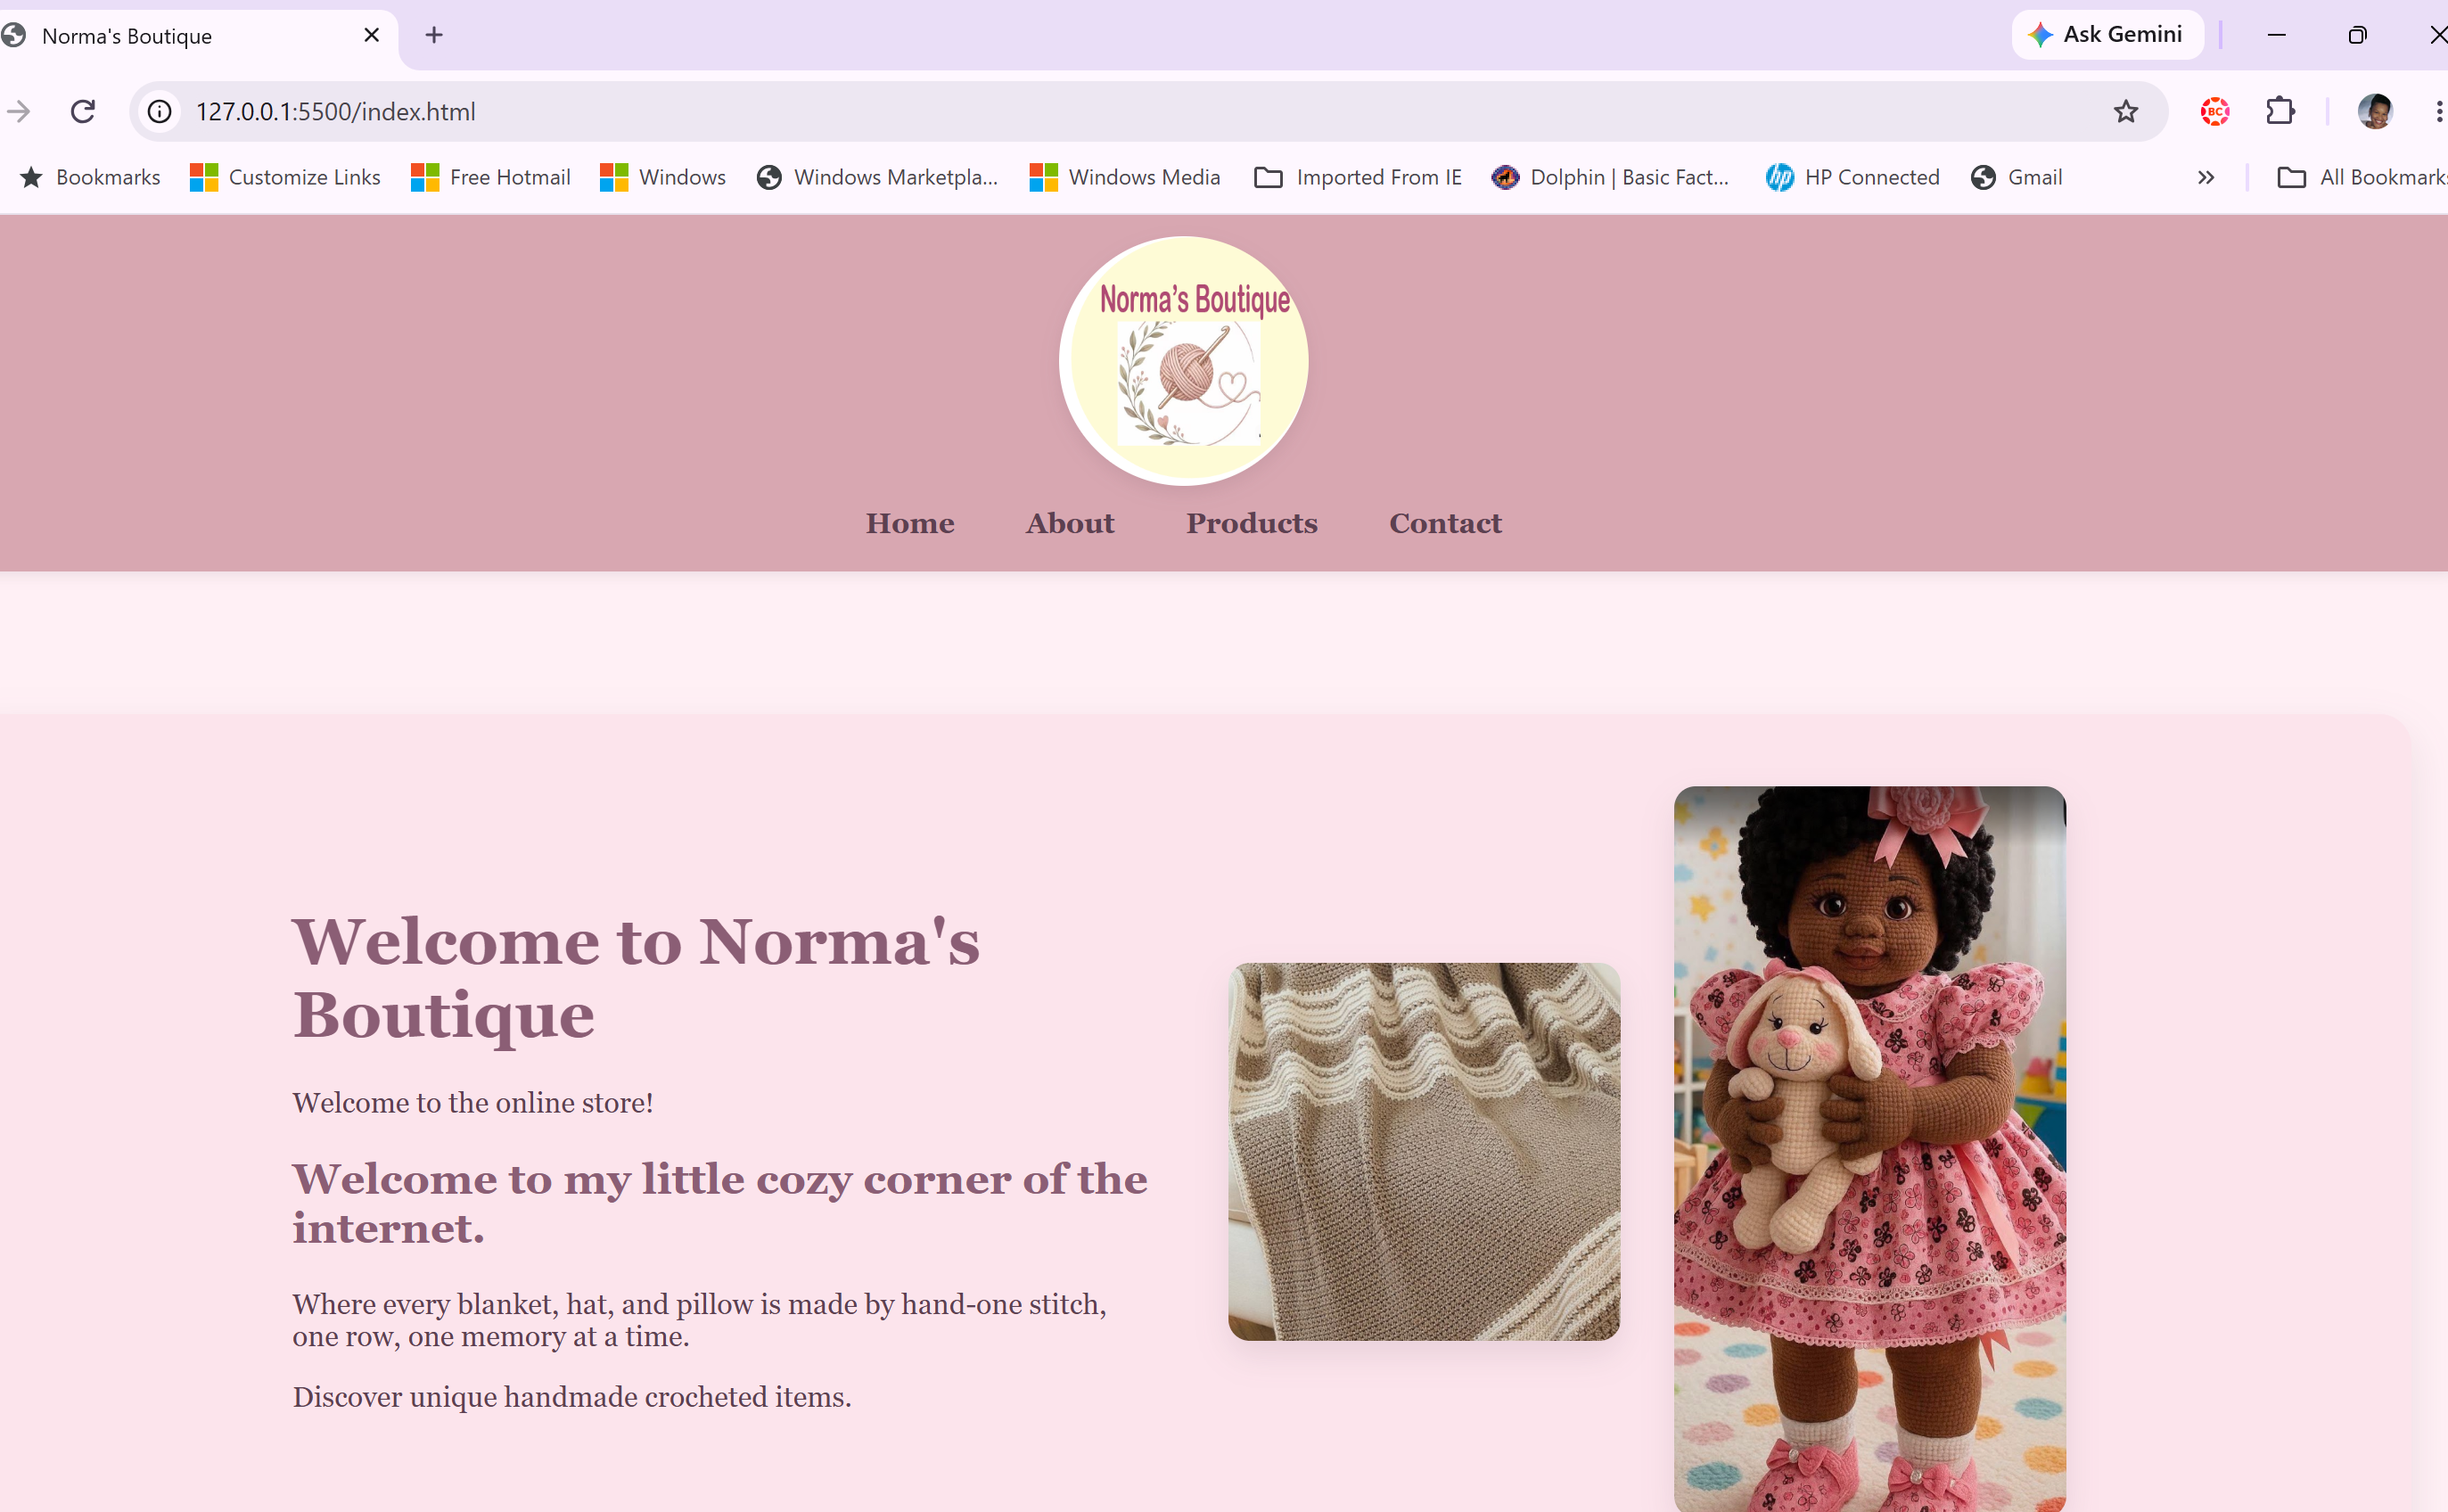 Norma's Boutique
Ask Gemini
127.0.0.1:5500/index.html
BC
Bookmarks
Customize Links
Free Hotmail
Windows
Windows Marketpla...
Windows Media
Imported From IE
Dolphin | Basic Fact...
hp
HP Connected
Gmail
All Bookmarks
Norma's Boutique
Home
About
Products
Contact
Welcome to Norma's
Boutique
Welcome to the online store!
Welcome to my little cozy corner of the
internet.
Where every blanket, hat, and pillow is made by hand-one stitch,
one row, one memory at a time.
Discover unique handmade crocheted items.